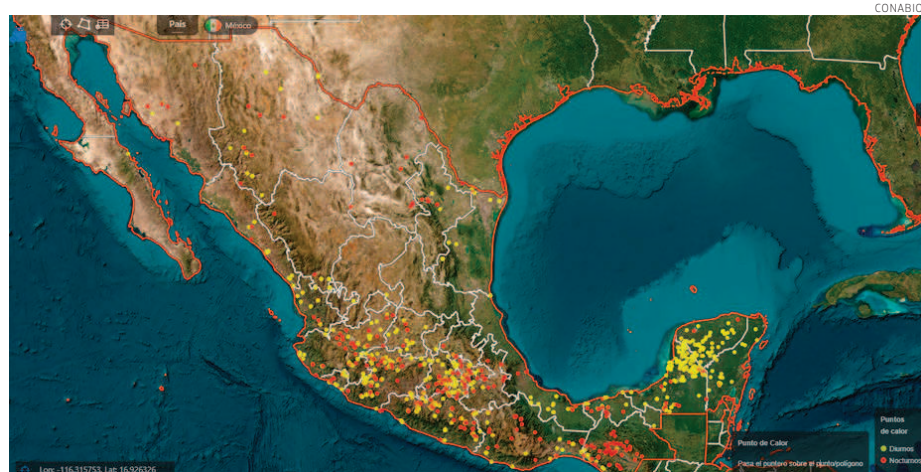 CONABIO
País
México
Puntos
de calor
Diurnos
Nocturnos
Punto de Calor
Pasa el puntero sobre el punto/polígono
Lon: -116.315753, Lat: 16.926326